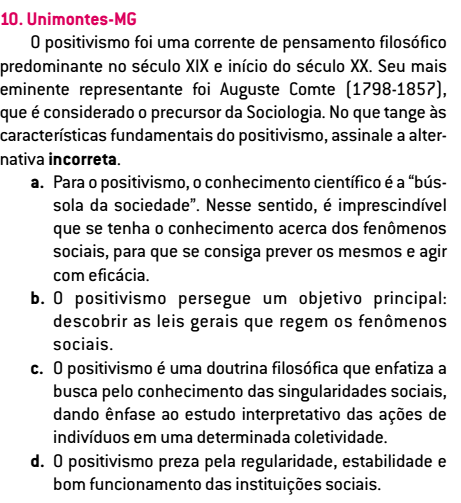 10. Unimontes-MG
O positivismo foi uma corrente de pensamento filosófico
predominante no século XIX e início do século XX. Seu mais
eminente representante foi Auguste Comte (1798-1857),
que é considerado o precursor da Sociologia. No que tange às
características fundamentais do positivismo, assinale a alter-
nativa incorreta.
a. Para o positivismo, o conhecimento científico é a “bús-
sola da sociedade”. Nesse sentido, é imprescindível
que se tenha o conhecimento acerca dos fenômenos
sociais, para que se consiga prever os mesmos e agir
com eficácia.
b. O positivismo persegue um objetivo principal:
descobrir as leis gerais que regem os fenômenos
sociais.
c. O positivismo é uma doutrina filosófica que enfatiza a
busca pelo conhecimento das singularidades sociais,
dando ênfase ao estudo interpretativo das ações de
indivíduos em uma determinada coletividade.
d. O positivismo preza pela regularidade, estabilidade e
bom funcionamento das instituições sociais.